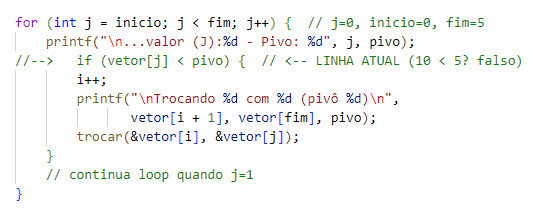 for (int j = inicio; j < fim; j++) {  // j=0, inicio=0, fim=5
    printf("\n...valor (J):%d - Pivo: %d", j, pivo);
//-->   if (vetor[j] < pivo) {  // <-- LINHA ATUAL (10 < 5? falso)
        i++;
        printf("\nTrocando %d com %d (pivô %d)\n",
               vetor[i + 1], vetor[fim], pivo);
        trocar(&vetor[i], &vetor[j]);
    }
    // continua loop quando j=1
}